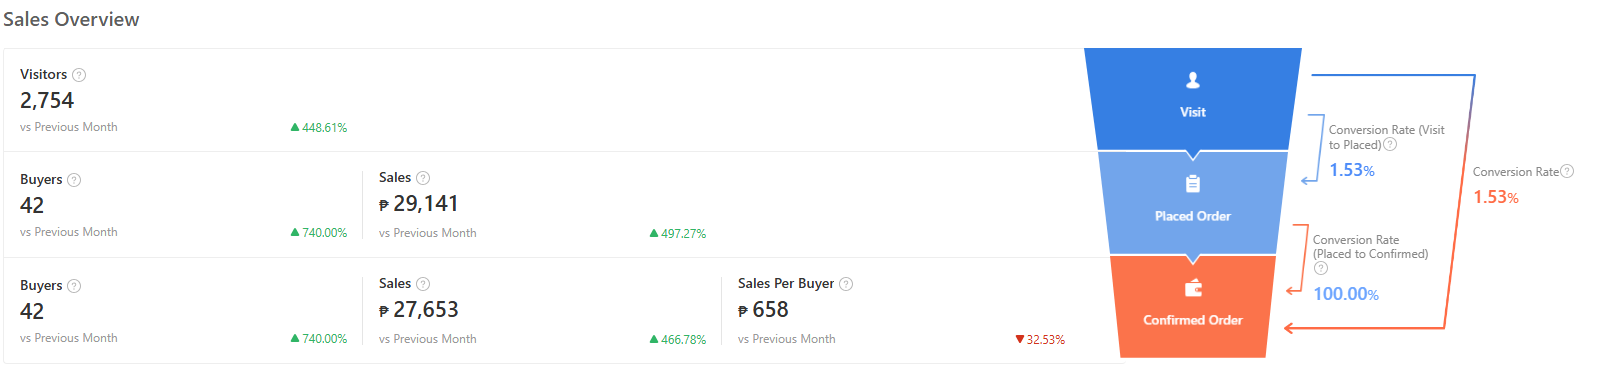 Sales Overview
Visitors ?
2,754
vs Previous Month
▲ 448.61%
Buyers ?
42
vs Previous Month
▲ 740.00%
Sales ?
₱ 29,141
vs Previous Month
▲ 497.27%
Buyers ?
42
vs Previous Month
▲ 740.00%
Sales ?
₱ 27,653
vs Previous Month
▲ 466.78%
Sales Per Buyer ?
₱ 658
vs Previous Month
▼ 32.53%
Visit
Placed Order
Confirmed Order
Conversion Rate (Visit
to Placed) ?
1.53%
Conversion Rate
(Placed to Confirmed)
?
100.00%
Conversion Rate ?
1.53%